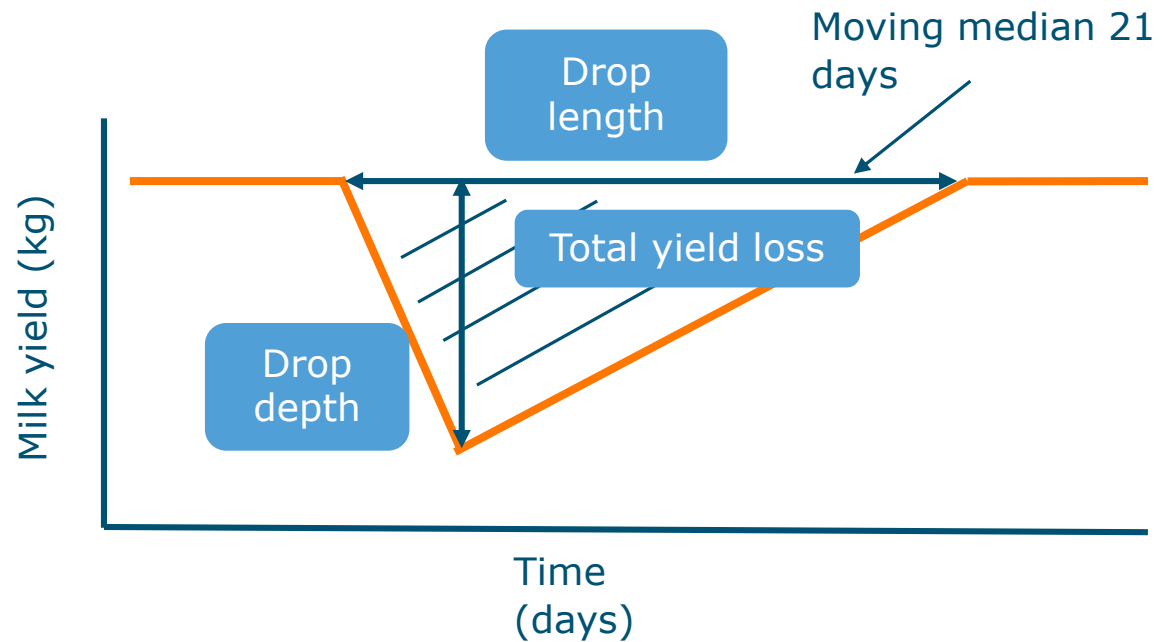 Moving median 21
days
Drop
length
Total yield loss
Drop
depth
Milk yield (kg)
Time
(days)